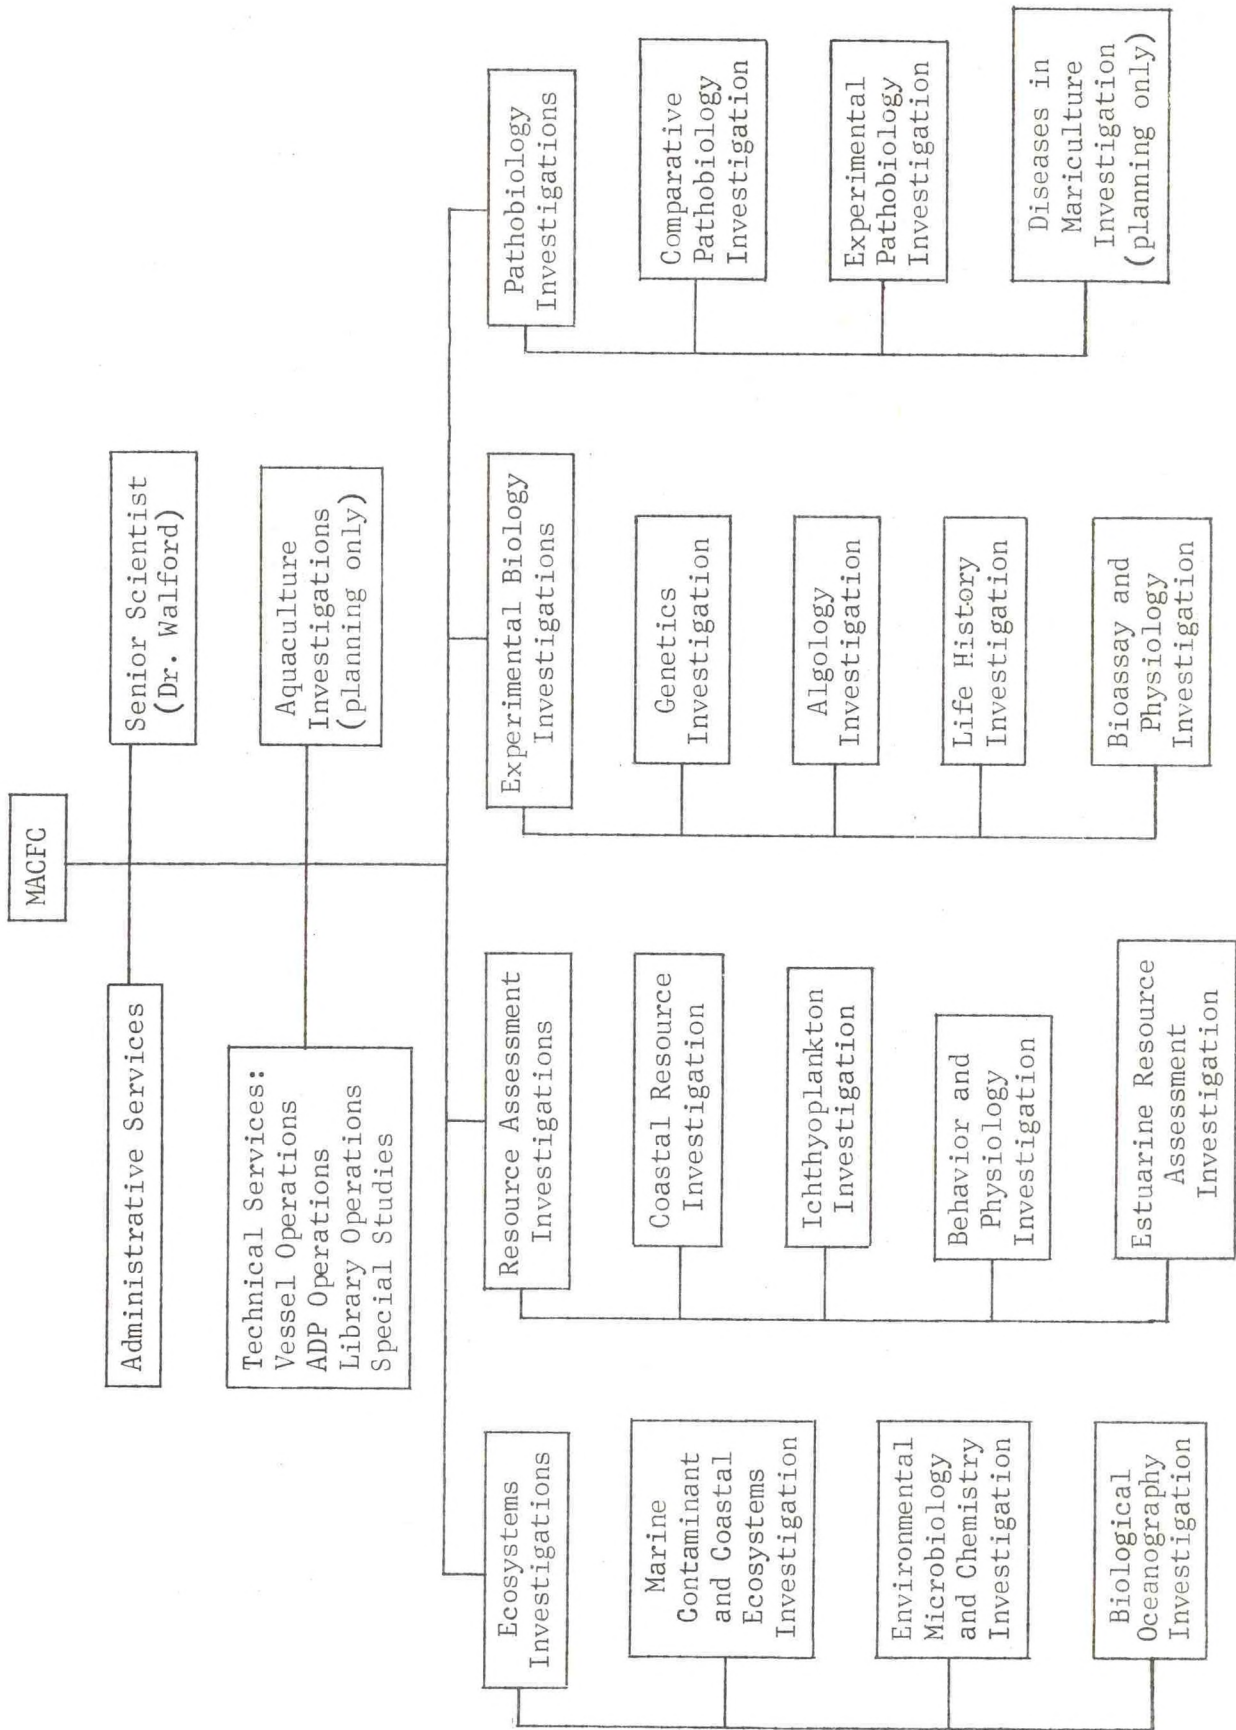 MACFC
Administrative Services
Senior Scientist
(Dr. Walford)
Technical Services:
Vessel Operations
ADP Operations
Library Operations
Special Studies
Aquaculture
Investigations
(planning only)
Ecosystems
Investigations
Marine
Contaminant
and Coastal
Ecosystems
Investigation
Environmental
Microbiology
and Chemistry
Investigation
Biological
Oceanography
Investigation
Resource Assessment
Investigations
Coastal Resource
Investigation
Ichthyoplankton
Investigation
Behavior and
Physiology
Investigation
Estuarine Resource
Assessment
Investigation
Experimental Biology
Investigations
Genetics
Investigation
Algology
Investigation
Life History
Investigation
Bioassay and
Physiology
Investigation
Pathobiology
Investigations
Comparative
Pathobiology
Investigation
Experimental
Pathobiology
Investigation
Diseases in
Mariculture
Investigation
(planning only)